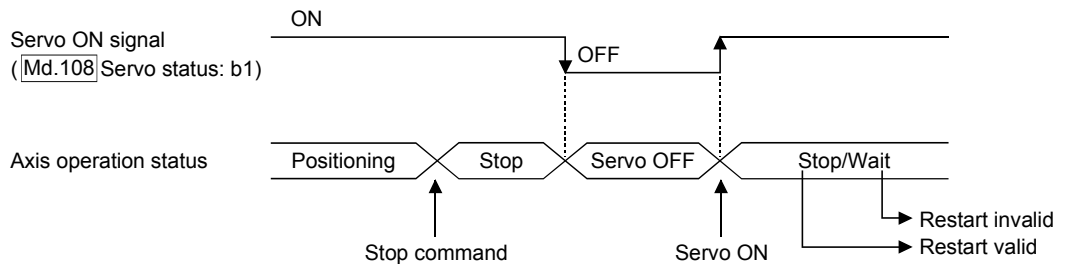 ON
Servo ON signal
OFF
( Md.108 Servo status: b1)
Axis operation status
Positioning
Stop
Servo OFF
Stop/Wait
Restart invalid
Restart valid
Stop command
Servo ON